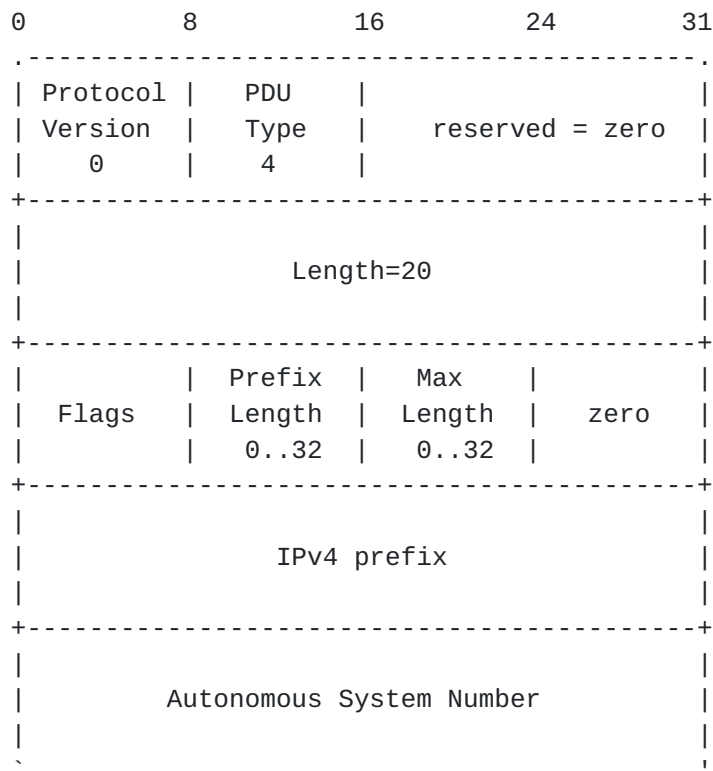 0          8          16         24        31
.-------------------------------------------.
| Protocol |   PDU    |                     |
| Version  |   Type   |    reserved = zero  |
|    0     |    4     |                     |
+-------------------------------------------+
|                                           |
|                 Length=20                 |
|                                           |
+-------------------------------------------+
|          |  Prefix  |   Max    |          |
|  Flags   |  Length  |  Length  |   zero   |
|          |   0..32  |   0..32  |          |
+-------------------------------------------+
|                                           |
|                IPv4 prefix                |
|                                           |
+-------------------------------------------+
|                                           |
|         Autonomous System Number          |
|                                           |
`                                           '